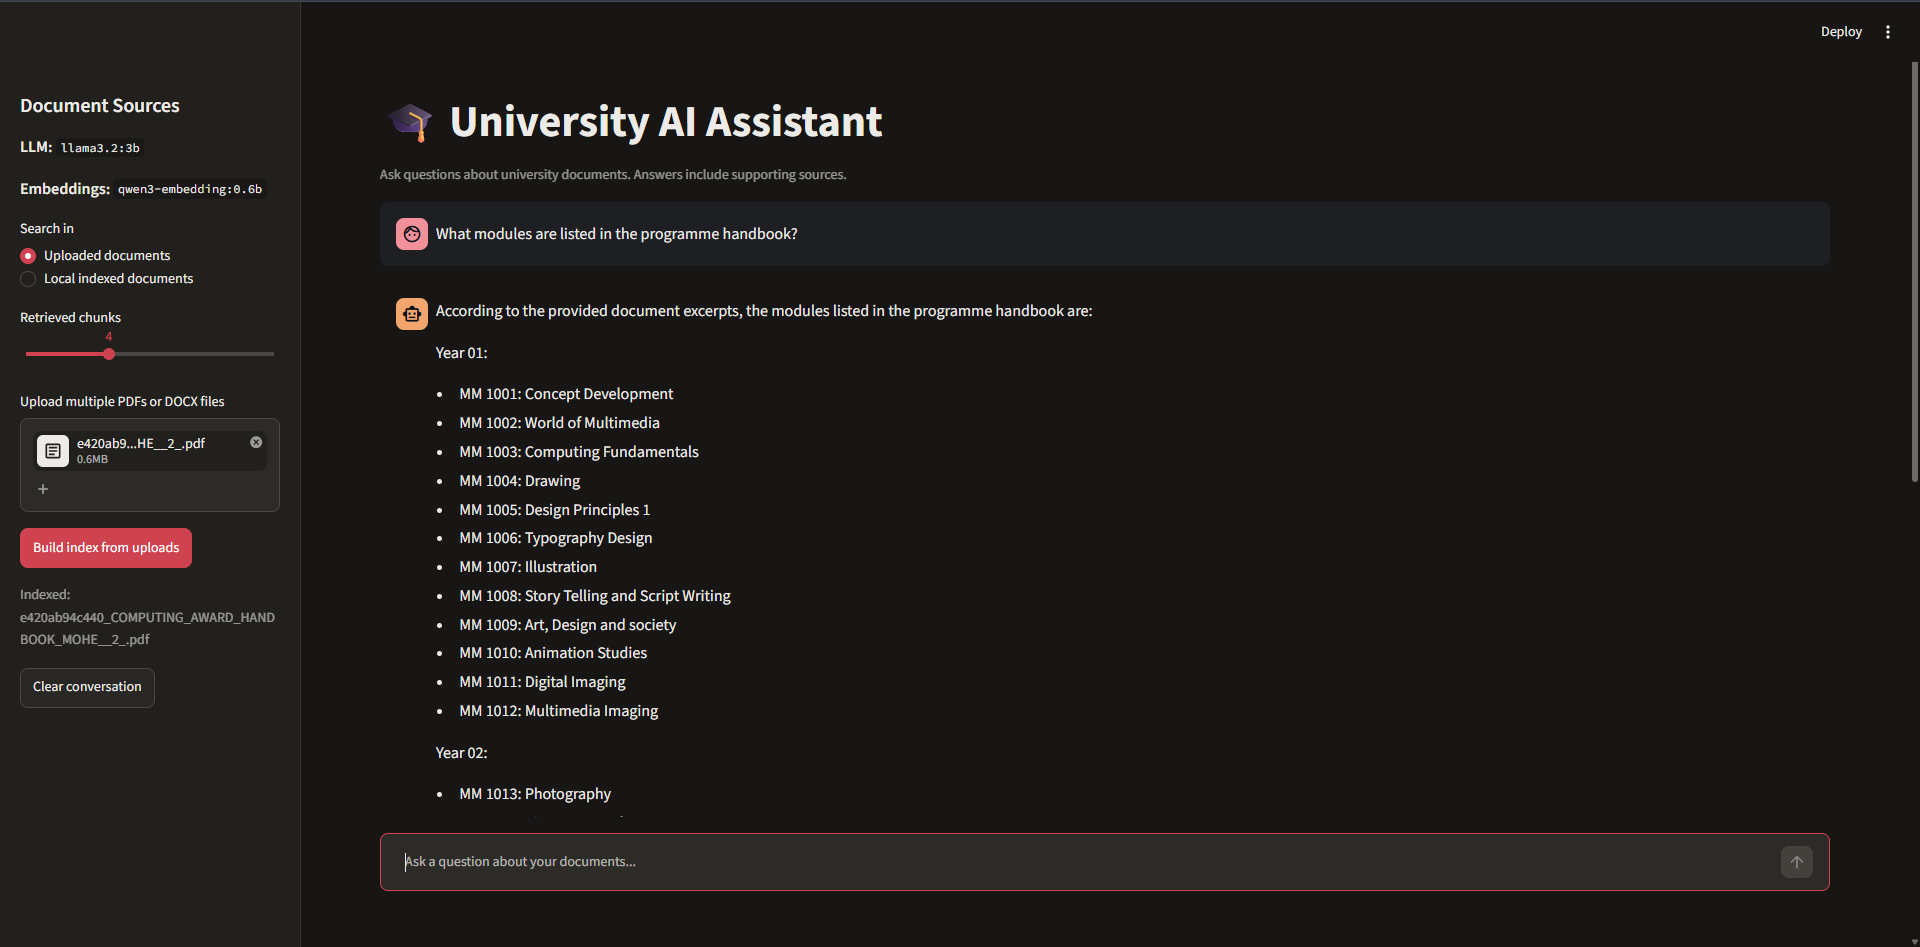 Deploy
Document Sources
LLM: llama3.2:3b
Embeddings: qwen3-embedding:0.6b
Search in
Uploaded documents
Local indexed documents
Retrieved chunks
4
Upload multiple PDFs or DOCX files
e420ab9...HE__2_.pdf
0.6MB
+
Build index from uploads
Indexed:
e420ab94c440_COMPUTING_AWARD_HAND
BOOK_MOHE__2_.pdf
Clear conversation
University AI Assistant
Ask questions about university documents. Answers include supporting sources.
What modules are listed in the programme handbook?
According to the provided document excerpts, the modules listed in the programme handbook are:
Year 01:
• MM 1001: Concept Development
• MM 1002: World of Multimedia
• MM 1003: Computing Fundamentals
• MM 1004: Drawing
• MM 1005: Design Principles 1
• MM 1006: Typography Design
• MM 1007: Illustration
• MM 1008: Story Telling and Script Writing
• MM 1009: Art, Design and society
• MM 1010: Animation Studies
• MM 1011: Digital Imaging
• MM 1012: Multimedia Imaging
Year 02:
• MM 1013: Photography
Ask a question about your documents...